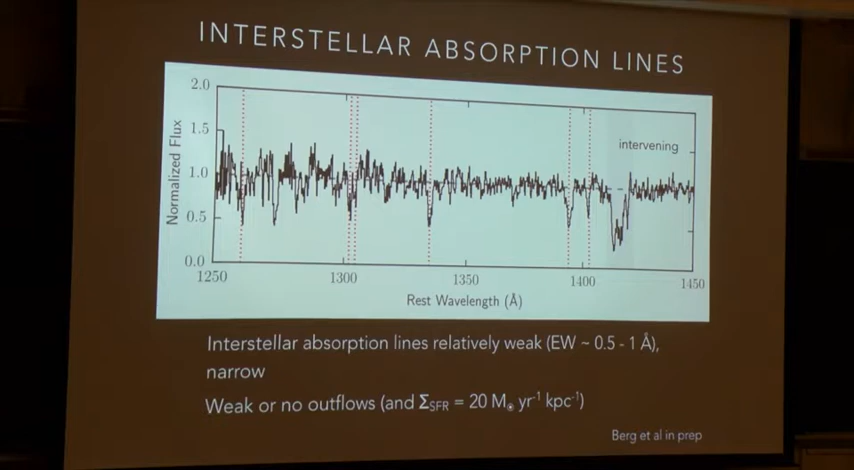 INTERSTELLAR ABSORPTION LINES
2.0
1.5
1.0
0.5
0.0
Normalized Flux
intervening
1250 1300 1350 1400 1450
Rest Wavelength (Å)
Interstellar absorption lines relatively weak (EW ~ 0.5 - 1 Å),
narrow
Weak or no outflows (and Σ_SFR = 20 M☉ yr⁻¹ kpc⁻¹)
Berg et al in prep